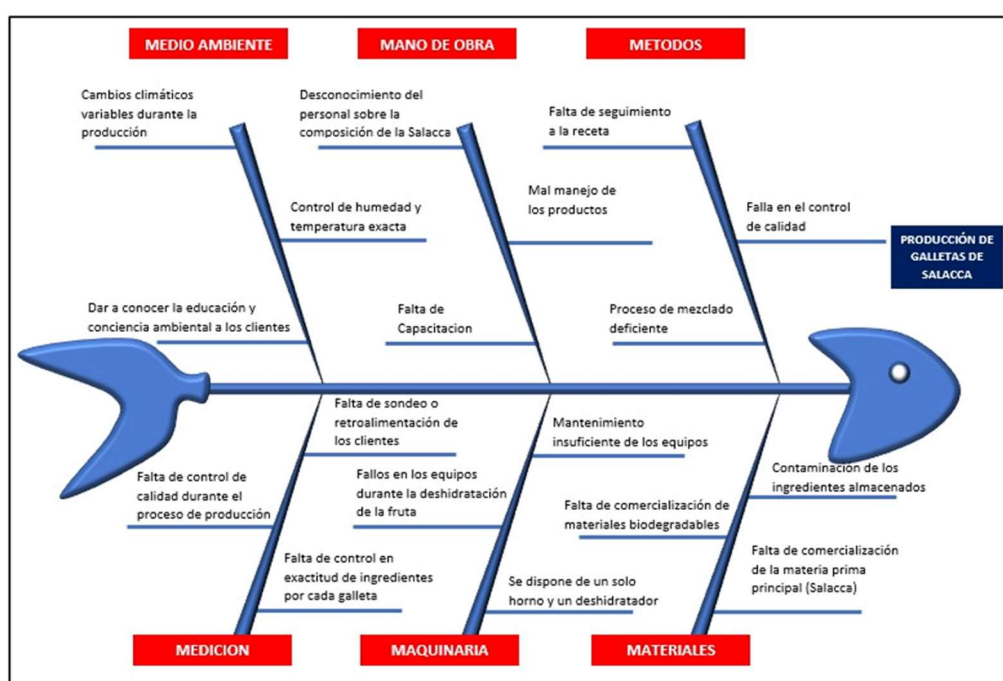 MEDIO AMBIENTE
MANO DE OBRA
METODOS
Cambios climáticos
variables durante la
producción
Desconocimiento del
personal sobre la
composición de la Salacca
Falta de seguimiento
a la receta
Control de humedad y
temperatura exacta
Mal manejo de
los productos
Falla en el control
de calidad
PRODUCCIÓN DE
GALLETAS DE
SALACCA
Dar a conocer la educación y
conciencia ambiental a los clientes
Falta de
Capacitacion
Proceso de mezclado
deficiente
Falta de sondeo o
retroalimentación de
los clientes
Mantenimiento
insuficiente de los equipos
Falta de control de
calidad durante el
proceso de producción
Fallos en los equipos
durante la deshidratación
de la fruta
Contaminación de los
ingredientes almacenados
Falta de comercialización de
materiales biodegradables
Falta de control en
exactitud de ingredientes
por cada galleta
Se dispone de un solo
horno y un deshidratador
Falta de comercialización
de la materia prima
principal (Salacca)
MEDICION
MAQUINARIA
MATERIALES